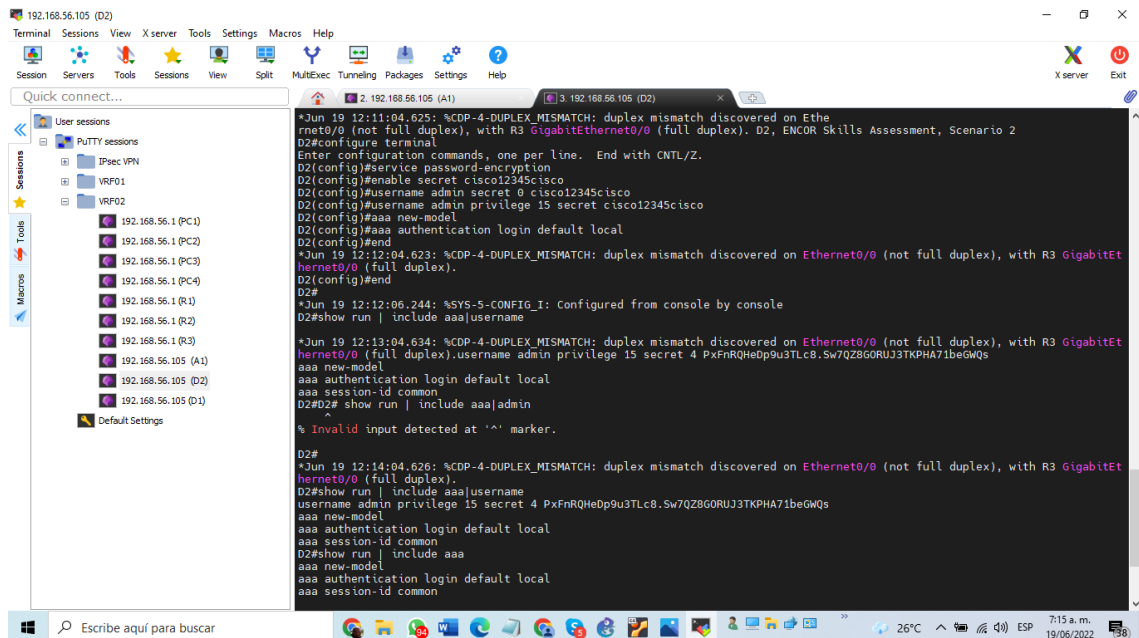 192.168.56.105 (D2)
Terminal Sessions View X server Tools Settings Macros Help
Session Servers Tools Sessions View Split MultiExec Tunneling Packages Settings Help X server Exit
Quick connect...
2. 192.168.56.105 (A1)
3. 192.168.56.105 (D2)
Sessions
Tools
Macros
User sessions
PuTTY sessions
IPsec VPN
VRF01
VRF02
192.168.56.1 (PC1)
192.168.56.1 (PC2)
192.168.56.1 (PC3)
192.168.56.1 (PC4)
192.168.56.1 (R1)
192.168.56.1 (R2)
192.168.56.1 (R3)
192.168.56.105 (A1)
192.168.56.105 (D2)
192.168.56.105 (D1)
Default Settings
*Jun 19 12:11:04.625: %CDP-4-DUPLEX_MISMATCH: duplex mismatch discovered on Ethe
rnet0/0 (not full duplex), with R3 GigabitEthernet0/0 (full duplex). D2, ENCOR Skills Assessment, Scenario 2
D2#configure terminal
Enter configuration commands, one per line.  End with CNTL/Z.
D2(config)#service password-encryption
D2(config)#enable secret cisco12345cisco
D2(config)#username admin secret 0 cisco12345cisco
D2(config)#username admin privilege 15 secret cisco12345cisco
D2(config)#aaa new-model
D2(config)#aaa authentication login default local
D2(config)#end
*Jun 19 12:12:04.623: %CDP-4-DUPLEX_MISMATCH: duplex mismatch discovered on Ethernet0/0 (not full duplex), with R3 GigabitEt
hernet0/0 (full duplex).
D2(config)#end
D2#
*Jun 19 12:12:06.244: %SYS-5-CONFIG_I: Configured from console by console
D2#show run | include aaa|username
*Jun 19 12:13:04.634: %CDP-4-DUPLEX_MISMATCH: duplex mismatch discovered on Ethernet0/0 (not full duplex), with R3 GigabitEt
hernet0/0 (full duplex).username admin privilege 15 secret 4 PxFnRQHeDp9u3TLc8.Sw7QZ8GORUJ3TKPHA71beGWQs
aaa new-model
aaa authentication login default local
aaa session-id common
D2#D2# show run | include aaa|admin
^
% Invalid input detected at '^' marker.
D2#
*Jun 19 12:14:04.626: %CDP-4-DUPLEX_MISMATCH: duplex mismatch discovered on Ethernet0/0 (not full duplex), with R3 GigabitEt
hernet0/0 (full duplex).
D2#show run | include aaa|username
username admin privilege 15 secret 4 PxFnRQHeDp9u3TLc8.Sw7QZ8GORUJ3TKPHA71beGWQs
aaa new-model
aaa authentication login default local
aaa session-id common
D2#show run | include aaa
aaa new-model
aaa authentication login default local
aaa session-id common
Escribe aquí para buscar
94
26°C
ESP
7:15 a. m.
19/06/2022
38